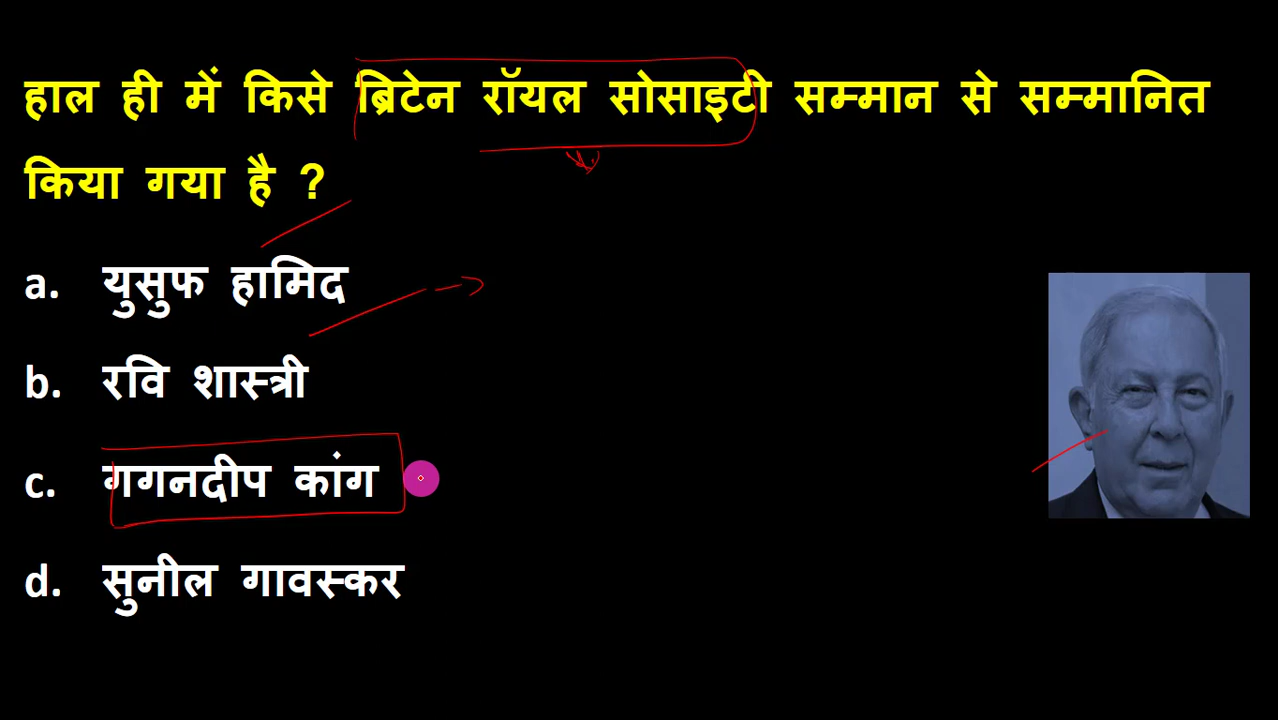 हाल ही में किसे ब्रिटेन रॉयल सोसाइटी सम्मान से सम्मानित
किया गया है ?
a. युसुफ हामिद
b. रवि शास्त्री
c. गगनदीप कांग
d. सुनील गावस्कर